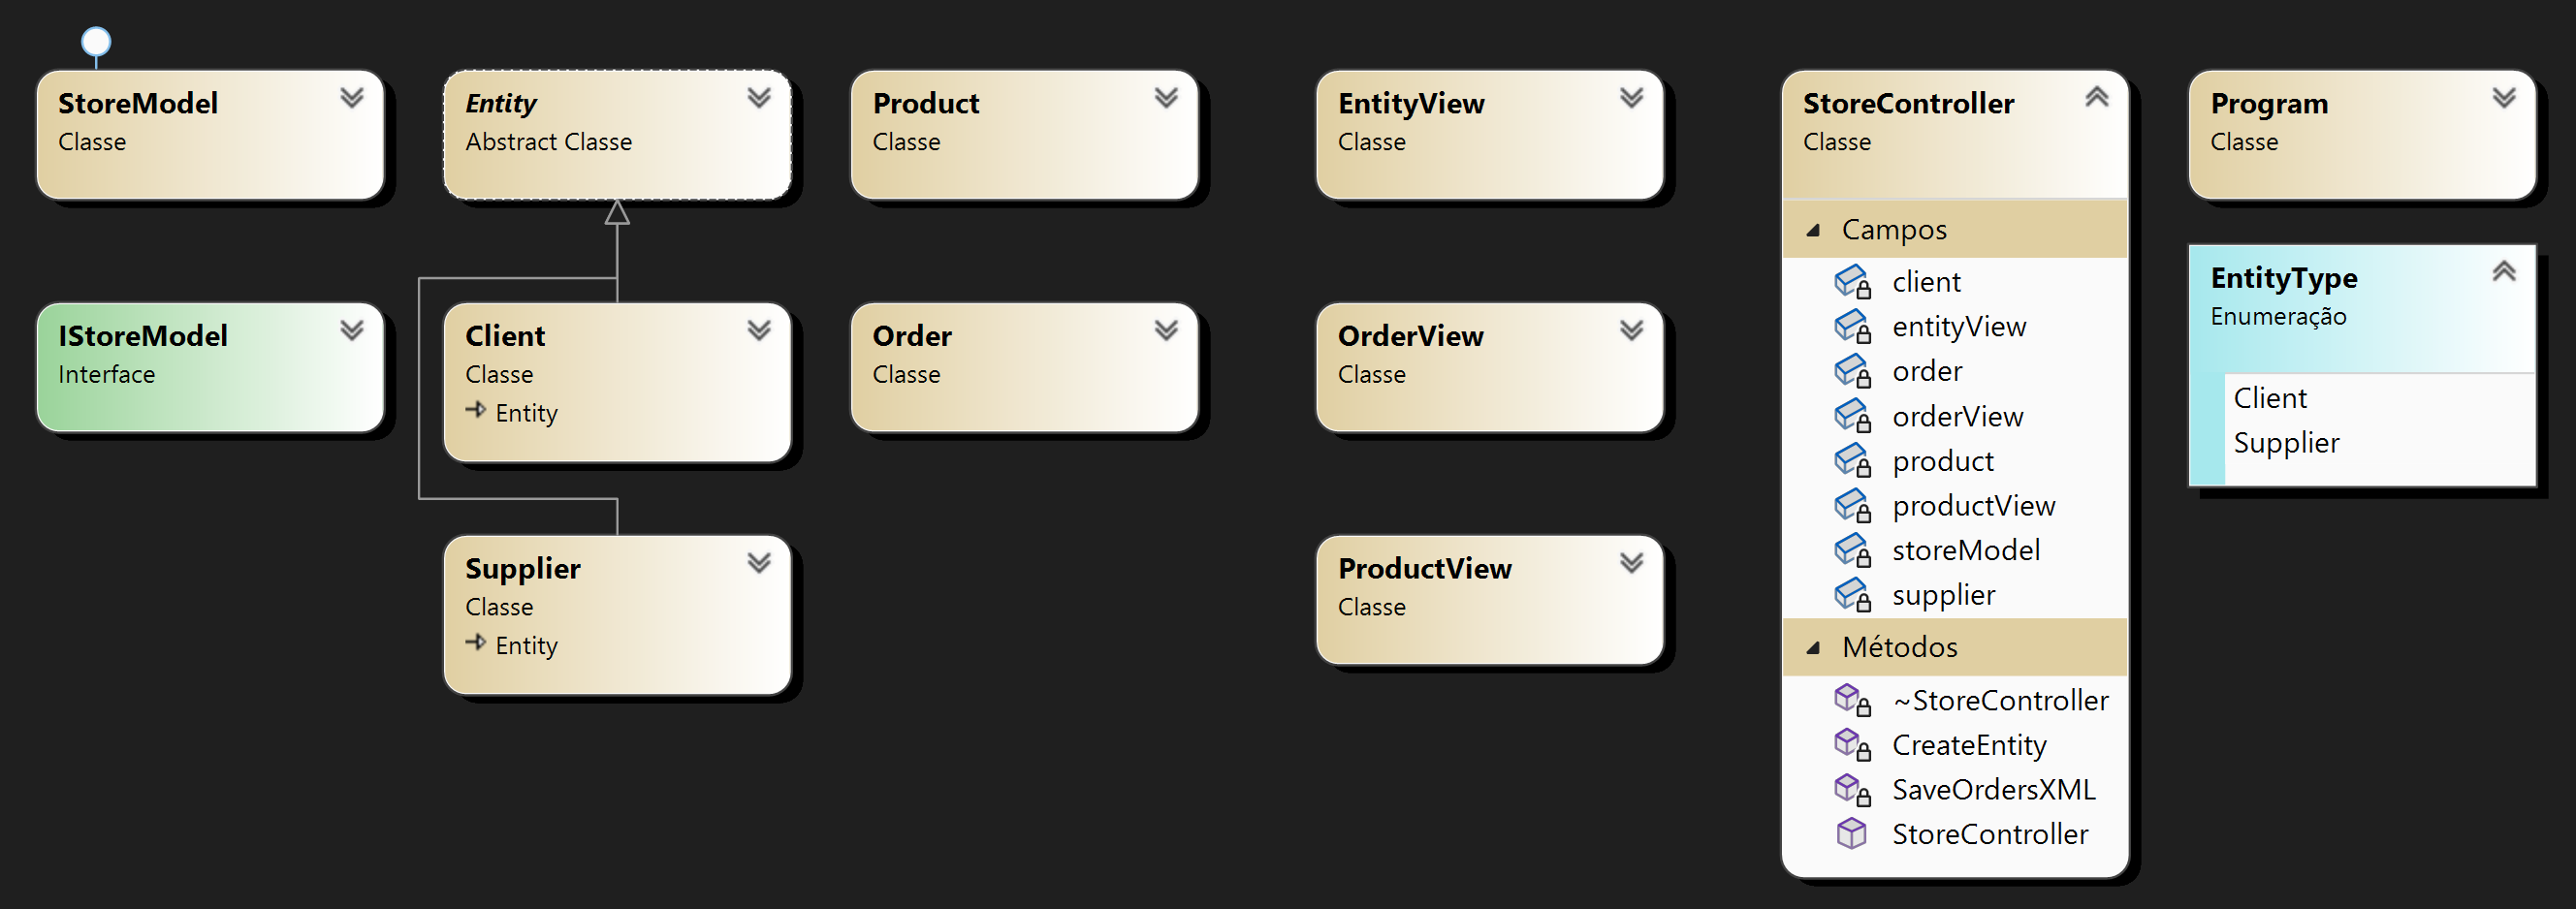 StoreModel
Classe
IStoreModel
Interface
Entity
Abstract Classe
Client
Classe
Entity
Supplier
Classe
Entity
Product
Classe
Order
Classe
EntityView
Classe
OrderView
Classe
ProductView
Classe
StoreController
Classe
Campos
client
entityView
order
orderView
product
productView
storeModel
supplier
Métodos
~StoreController
CreateEntity
SaveOrdersXML
StoreController
Program
Classe
EntityType
Enumeração
Client
Supplier